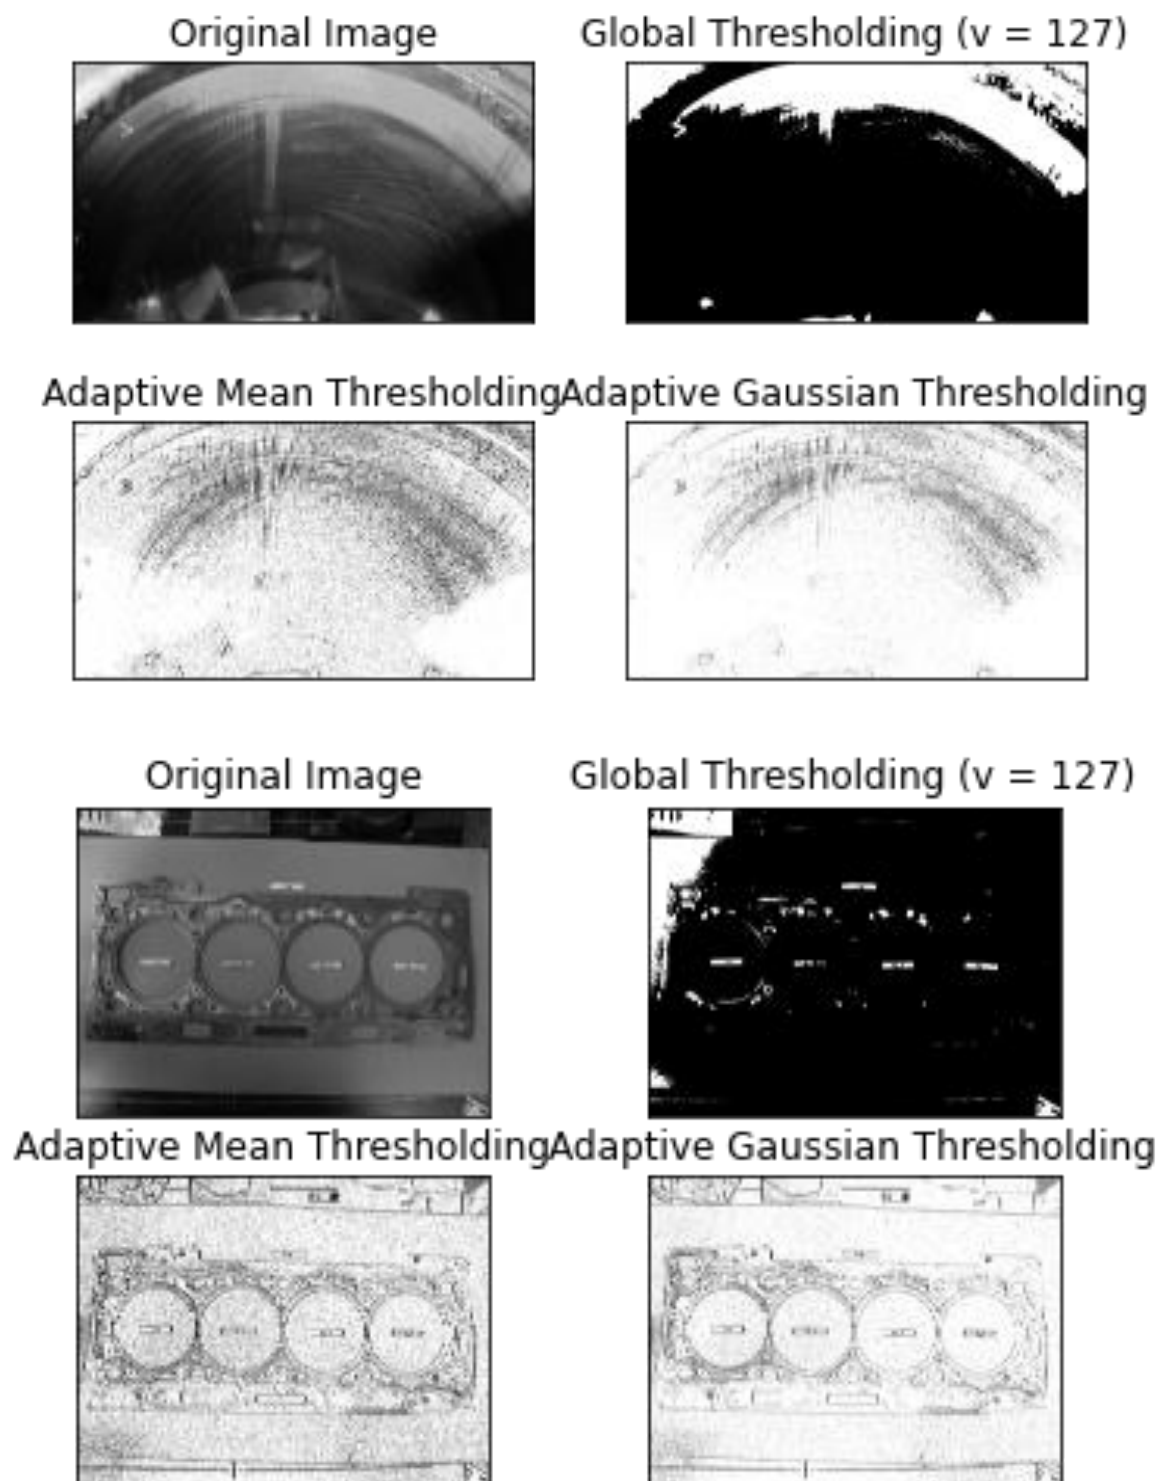 Original Image
Global Thresholding (v = 127)
Adaptive Mean Thresholding
Adaptive Gaussian Thresholding
Original Image
Global Thresholding (v = 127)
Adaptive Mean Thresholding
Adaptive Gaussian Thresholding